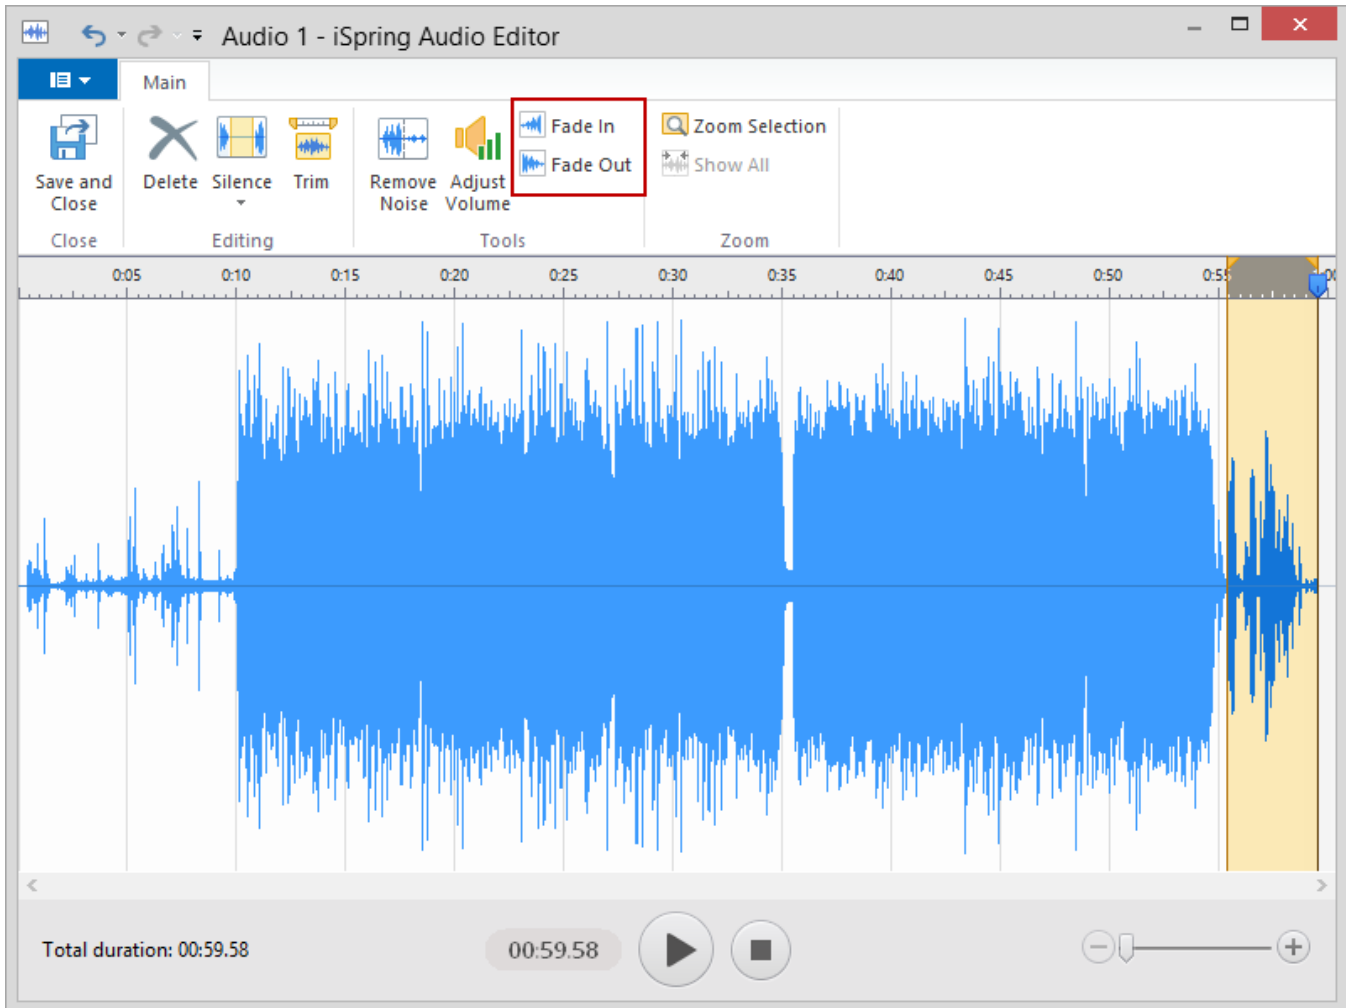 Audio 1 - iSpring Audio Editor
Main
Save and
Close
Delete
Silence
Trim
Remove
Noise
Adjust
Volume
Fade In
Fade Out
Zoom Selection
Show All
Close
Editing
Tools
Zoom
0:05 0:10 0:15 0:20 0:25 0:30 0:35 0:40 0:45 0:50
Total duration: 00:59.58
00:59.58